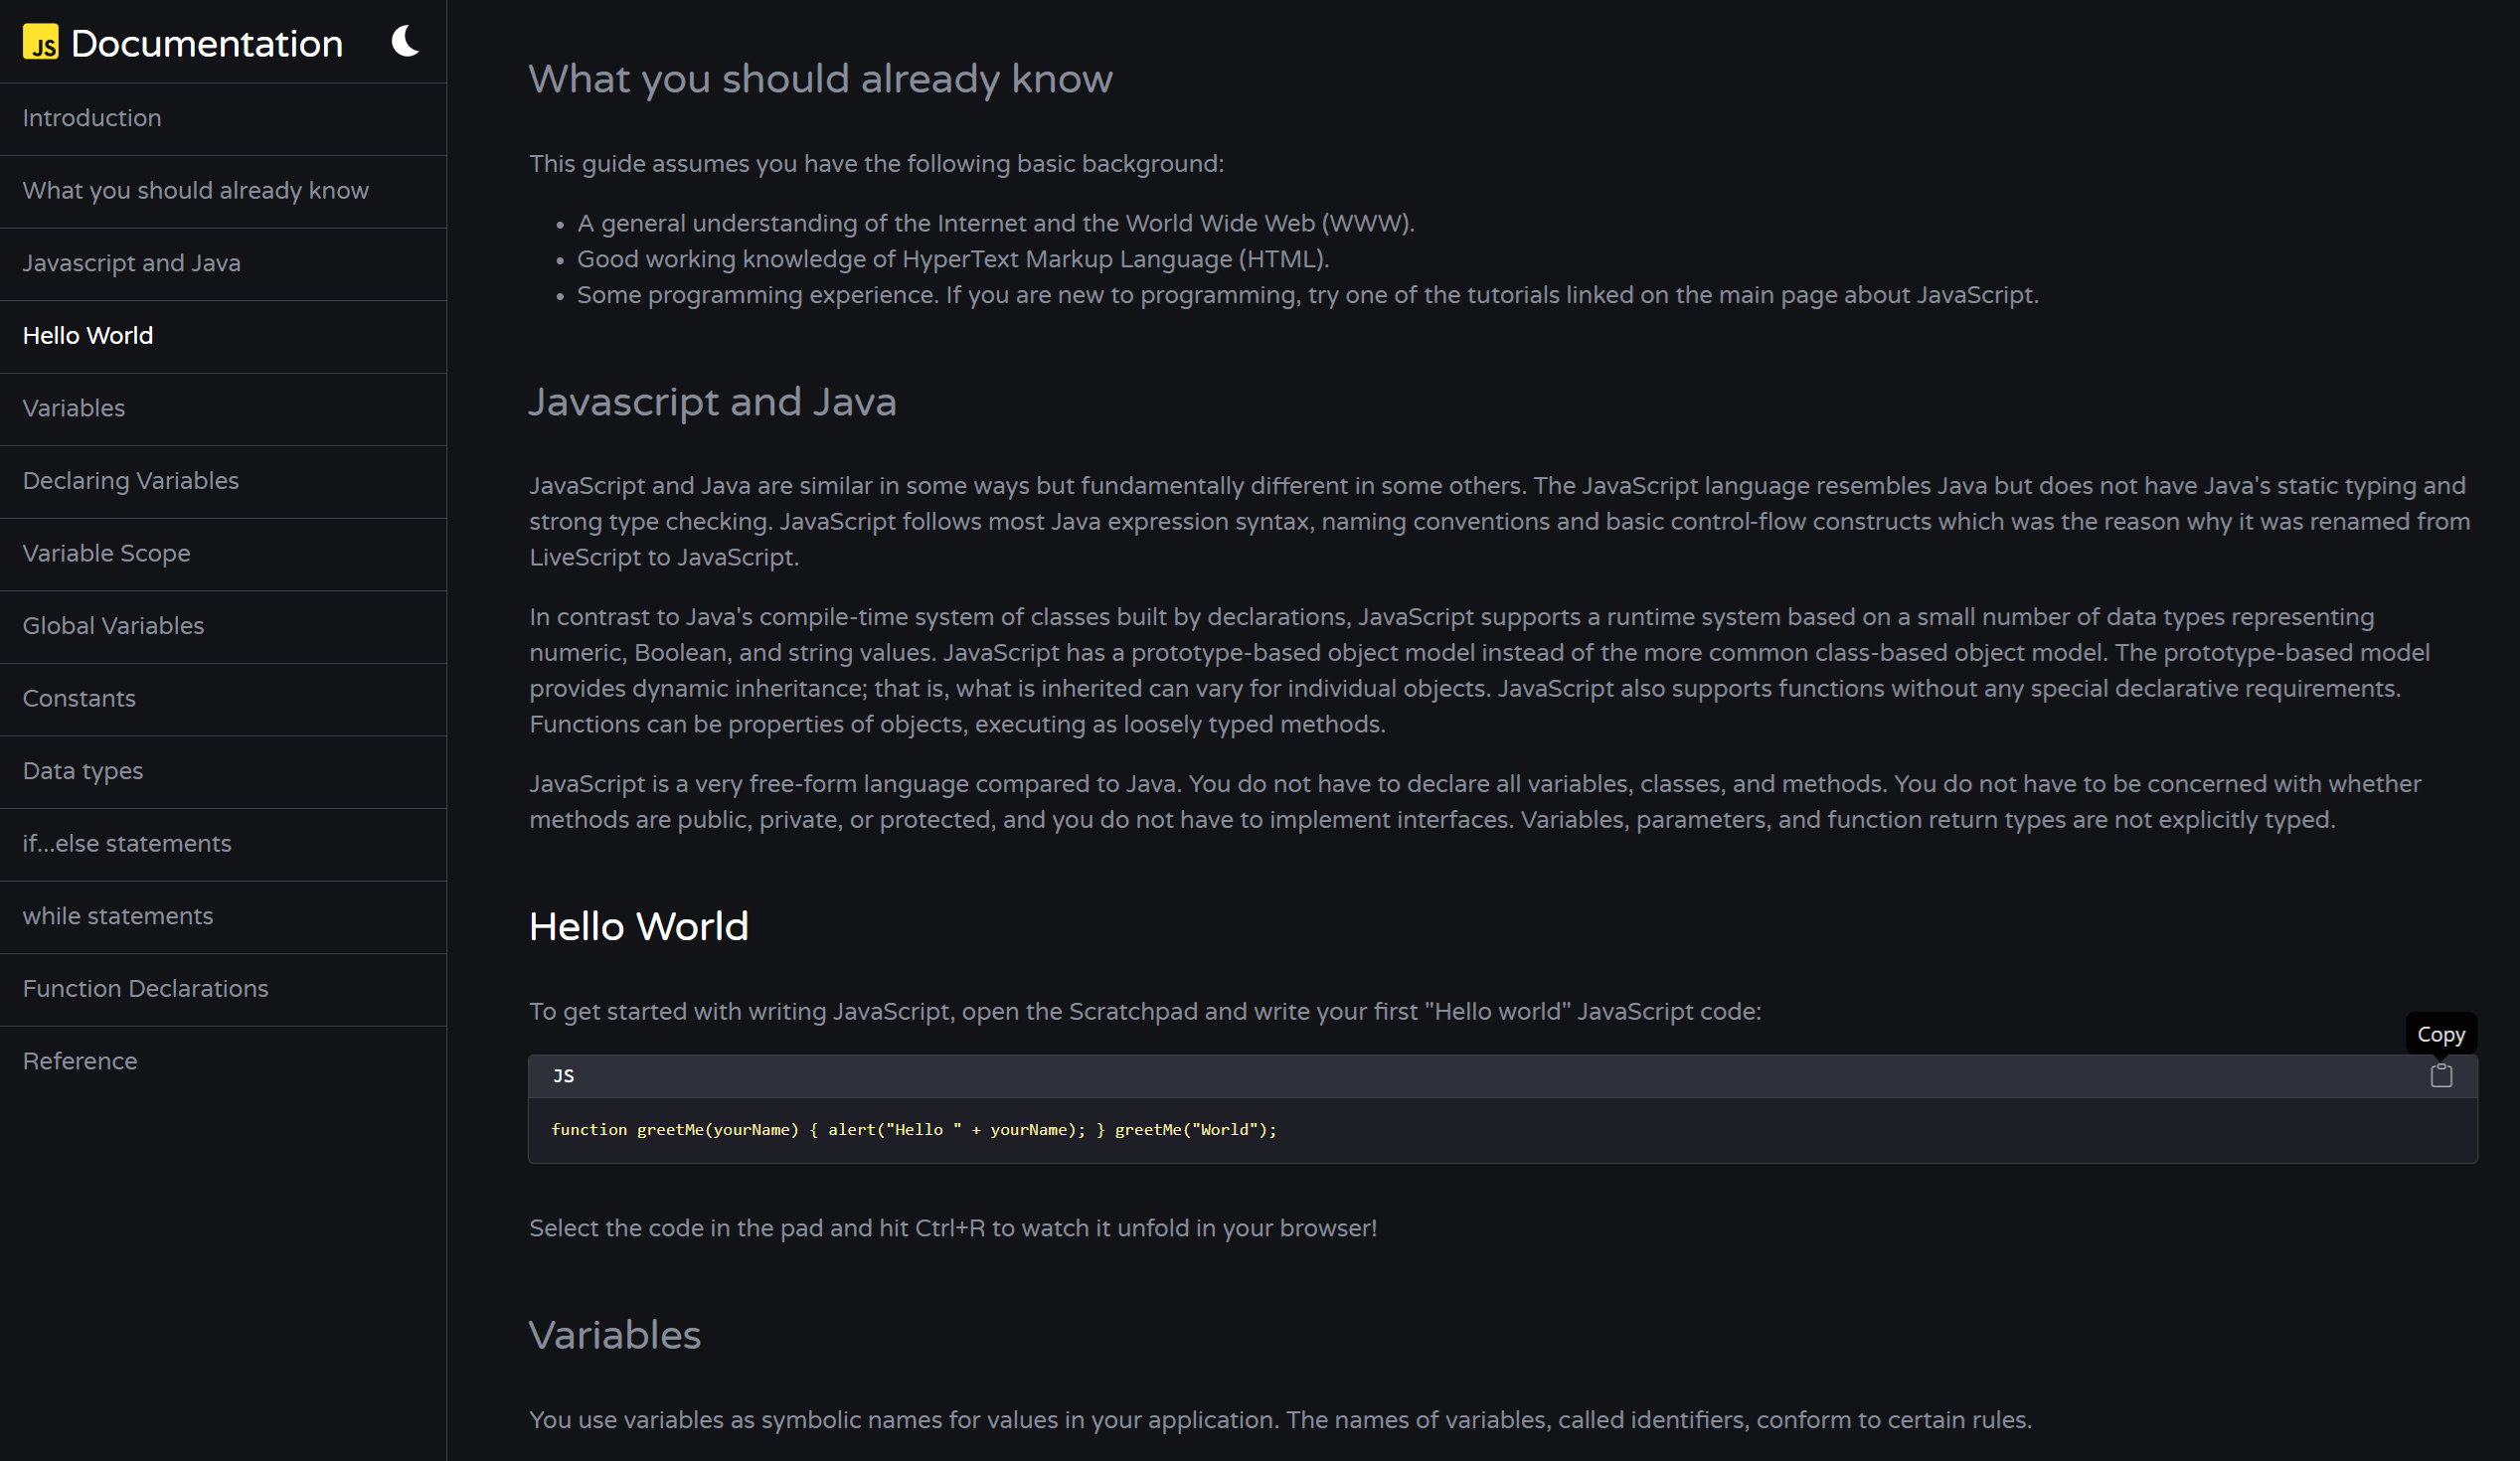 JS Documentation
Introduction
What you should already know
Javascript and Java
Hello World
Variables
Declaring Variables
Variable Scope
Global Variables
Constants
Data types
if...else statements
while statements
Function Declarations
Reference
What you should already know
This guide assumes you have the following basic background:
• A general understanding of the Internet and the World Wide Web (WWW).
• Good working knowledge of HyperText Markup Language (HTML).
• Some programming experience. If you are new to programming, try one of the tutorials linked on the main page about JavaScript.
Javascript and Java
JavaScript and Java are similar in some ways but fundamentally different in some others. The JavaScript language resembles Java but does not have Java's static typing and
strong type checking. JavaScript follows most Java expression syntax, naming conventions and basic control-flow constructs which was the reason why it was renamed from
LiveScript to JavaScript.
In contrast to Java's compile-time system of classes built by declarations, JavaScript supports a runtime system based on a small number of data types representing
numeric, Boolean, and string values. JavaScript has a prototype-based object model instead of the more common class-based object model. The prototype-based model
provides dynamic inheritance; that is, what is inherited can vary for individual objects. JavaScript also supports functions without any special declarative requirements.
Functions can be properties of objects, executing as loosely typed methods.
JavaScript is a very free-form language compared to Java. You do not have to declare all variables, classes, and methods. You do not have to be concerned with whether
methods are public, private, or protected, and you do not have to implement interfaces. Variables, parameters, and function return types are not explicitly typed.
Hello World
To get started with writing JavaScript, open the Scratchpad and write your first "Hello world" JavaScript code:
Copy
JS
function greetMe(yourName) { alert("Hello " + yourName); } greetMe("World");
Select the code in the pad and hit Ctrl+R to watch it unfold in your browser!
Variables
You use variables as symbolic names for values in your application. The names of variables, called identifiers, conform to certain rules.